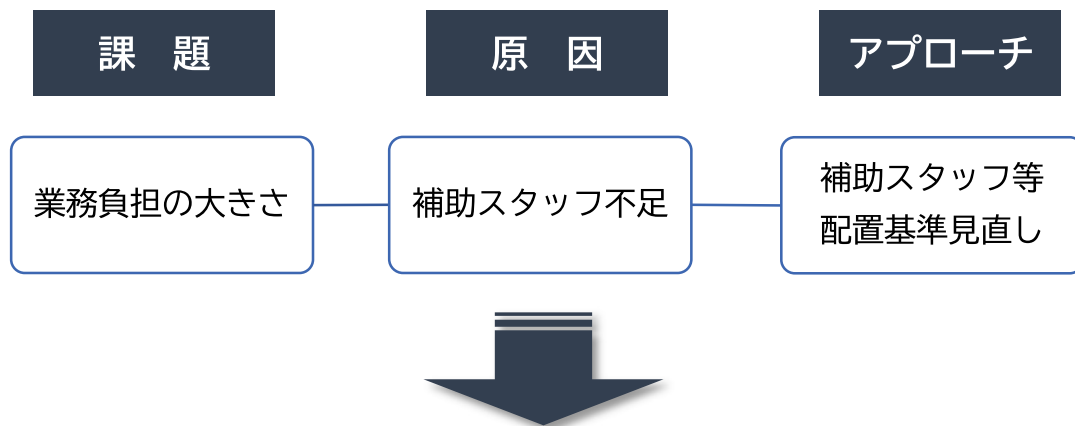 課　題
原　因
アプローチ
業務負担の大きさ
補助スタッフ不足
補助スタッフ等
配置基準見直し